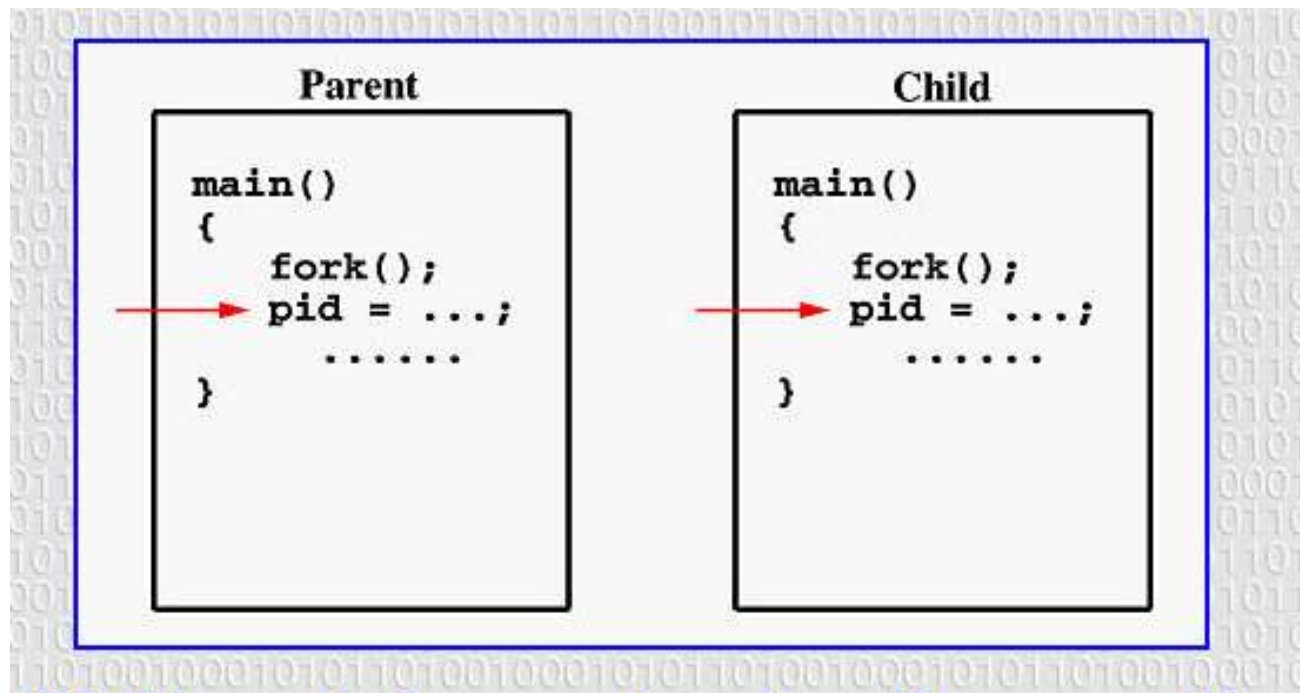 Parent
main()
{
fork();
pid = ...;
......
}
Child
main()
{
fork();
pid = ...;
......
}